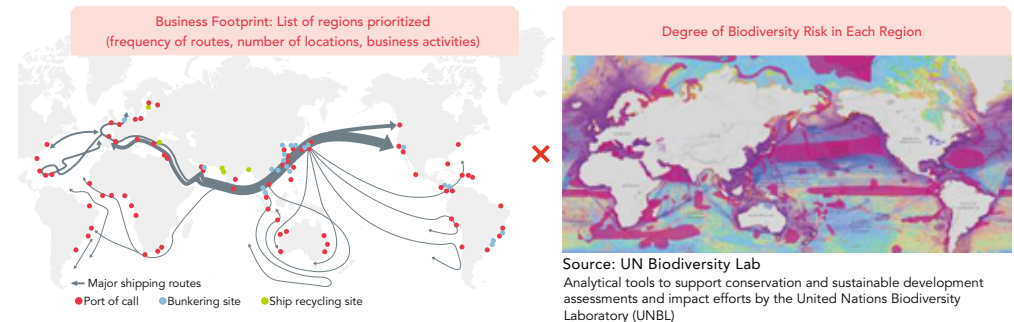 Business Footprint: List of regions prioritized
(frequency of routes, number of locations, business activities)
Degree of Biodiversity Risk in Each Region
×
Major shipping routes
Port of call
Bunkering site
Ship recycling site
Source: UN Biodiversity Lab
Analytical tools to support conservation and sustainable development
assessments and impact efforts by the United Nations Biodiversity
Laboratory (UNBL)